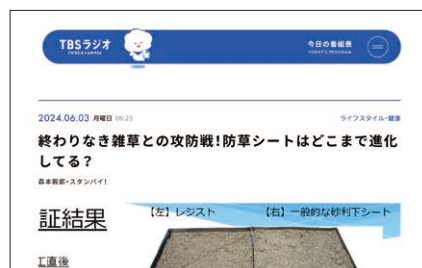 TBSラジオ
今日の番組表
TODAY'S PROGRAM
2024.06.03 月曜日 06:25
ライフスタイル・健康
終わりなき雑草との攻防戦!防草シートはどこまで進化
してる?
森本毅郎・スタンバイ!
証結果
【左】レジスト 【右】一般的な砂利下シート
工直後